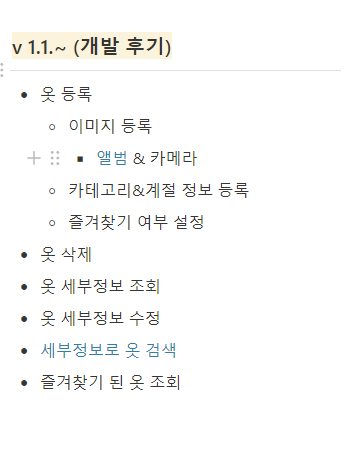 v 1.1.~ (개발 후기)
옷 등록
이미지 등록
앨범 & 카메라
카테고리&계절 정보 등록
즐겨찾기 여부 설정
옷 삭제
옷 세부정보 조회
옷 세부정보 수정
세부정보로 옷 검색
즐겨찾기 된 옷 조회